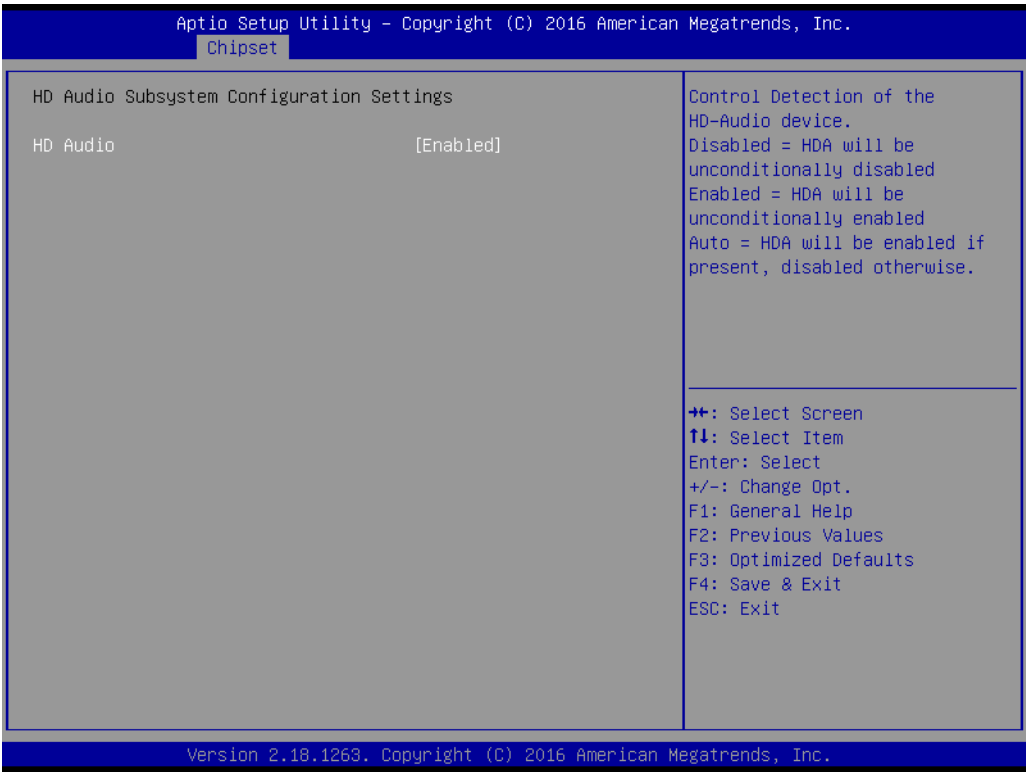 Aptio Setup Utility – Copyright (C) 2016 American Megatrends, Inc.
Chipset
HD Audio Subsystem Configuration Settings
HD Audio [Enabled]
Control Detection of the
HD-Audio device.
Disabled = HDA will be
unconditionally disabled
Enabled = HDA will be
unconditionally enabled
Auto = HDA will be enabled if
present, disabled otherwise.
→←: Select Screen
↑↓: Select Item
Enter: Select
+/-: Change Opt.
F1: General Help
F2: Previous Values
F3: Optimized Defaults
F4: Save & Exit
ESC: Exit
Version 2.18.1263. Copyright (C) 2016 American Megatrends, Inc.